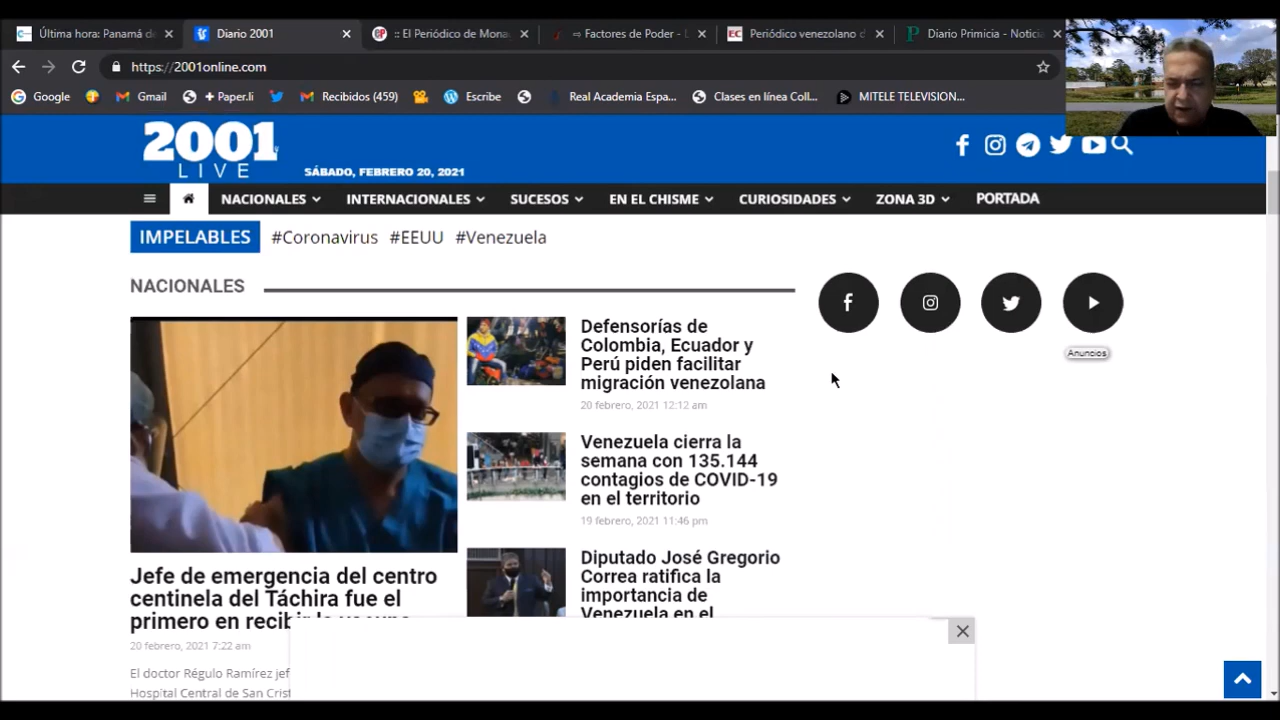 Última hora: Panamá de
Diario 2001
:: El Periódico de Mona
Factores de Poder - L
EC Periódico venezolano d
Diario Primicia - Notici
https://2001online.com
Google
Gmail
+ Paper.li
Recibidos (459)
Escribe
Real Academia Espa...
Clases en línea Coll...
MITELE TELEVISION...
2001
LIVE
SÁBADO, FEBRERO 20, 2021
NACIONALES
INTERNACIONALES
SUCESOS
EN EL CHISME
CURIOSIDADES
ZONA 3D
PORTADA
IMPELABLES
#Coronavirus #EEUU #Venezuela
NACIONALES
Jefe de emergencia del centro
centinela del Táchira fue el
primero en recibir
20 febrero, 2021 7:22 am
El doctor Régulo Ramírez jef
Hospital Central de San Crist
Defensorías de
Colombia, Ecuador y
Perú piden facilitar
migración venezolana
20 febrero, 2021 12:12 am
Venezuela cierra la
semana con 135.144
contagios de COVID-19
en el territorio
19 febrero, 2021 11:46 pm
Diputado José Gregorio
Correa ratifica la
importancia de
Venezuela en el
Anuncios